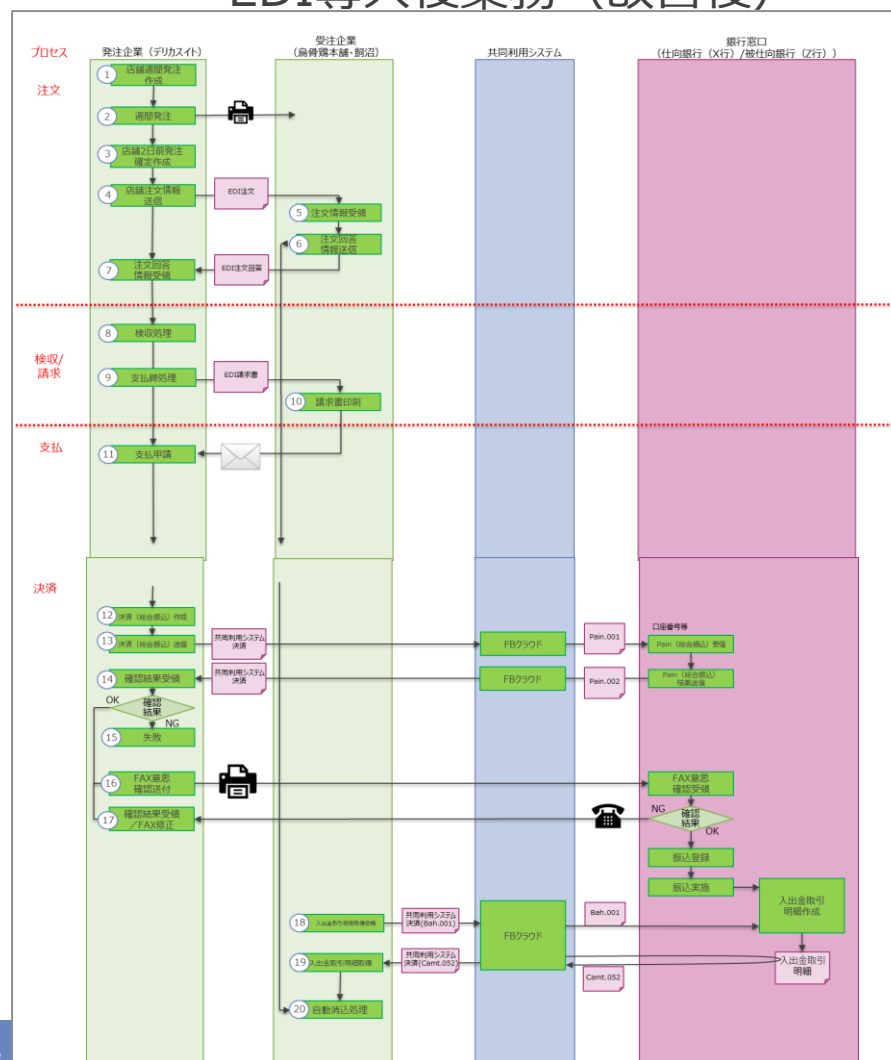 EDI導入後業務（改善後）
プロセス
発注企業（デリカスイト）
受注企業
（烏骨鶏本舗・飼沼）
共同利用システム
銀行窓口
（仕向銀行（X行）/被仕向銀行（Z行））
注文
1 店舗週間発注
作成
2 週間発注
3 店舗2日前発注
確定作成
4 店舗注文情報
送信
EDI注文
5 注文情報受領
6 注文回答
情報送信
7 注文回答
情報受領
EDI注文回答
検収/
請求
8 検収処理
9 支払締処理
EDI請求書
10 請求書印刷
支払
11 支払申請
決済
12 決済（総合振込）作成
13 決済（総合振込）送信
共同利用システム
決済
FBクラウド
Pain.001
口座番号等
Pain（総合振込）受信
14 確認結果受領
共同利用システム
決済
FBクラウド
Pain.002
Pain（総合振込）
結果送信
OK
確認
結果
NG
15 失敗
16 FAX意思
確認送付
FAX意思
確認受領
17 確認結果受領
／FAX修正
NG
確認
結果
OK
振込登録
振込実施
入出金取引
明細作成
18
共同利用システム
決済(Bah.001)
FBクラウド
Bah.001
19 入出金取引明細取得
共同利用システム
決済(Camt.052)
Camt.052
入出金取引
明細
20 自動消込処理